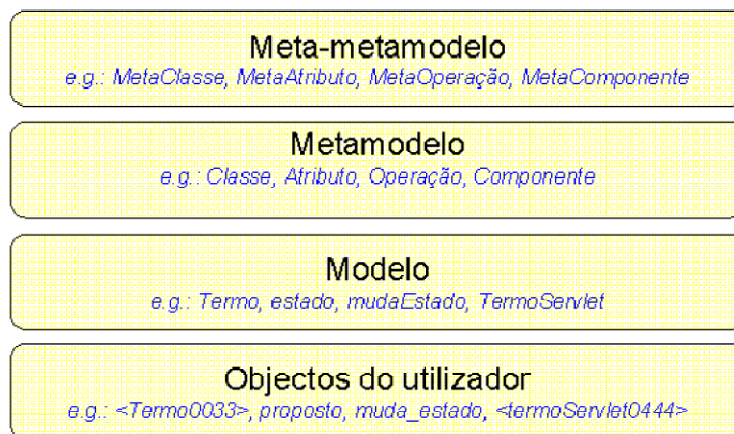 Meta-metamodelo
e.g.: MetaClasse, MetaAtributo, MetaOperação, MetaComponente
Metamodelo
e.g.: Classe, Atributo, Operação, Componente
Modelo
e.g.: Termo, estado, mudaEstado, TermoServlet
Objectos do utilizador
e.g.: <Termo0033>, proposto, muda_estado, <termoServlet0444>